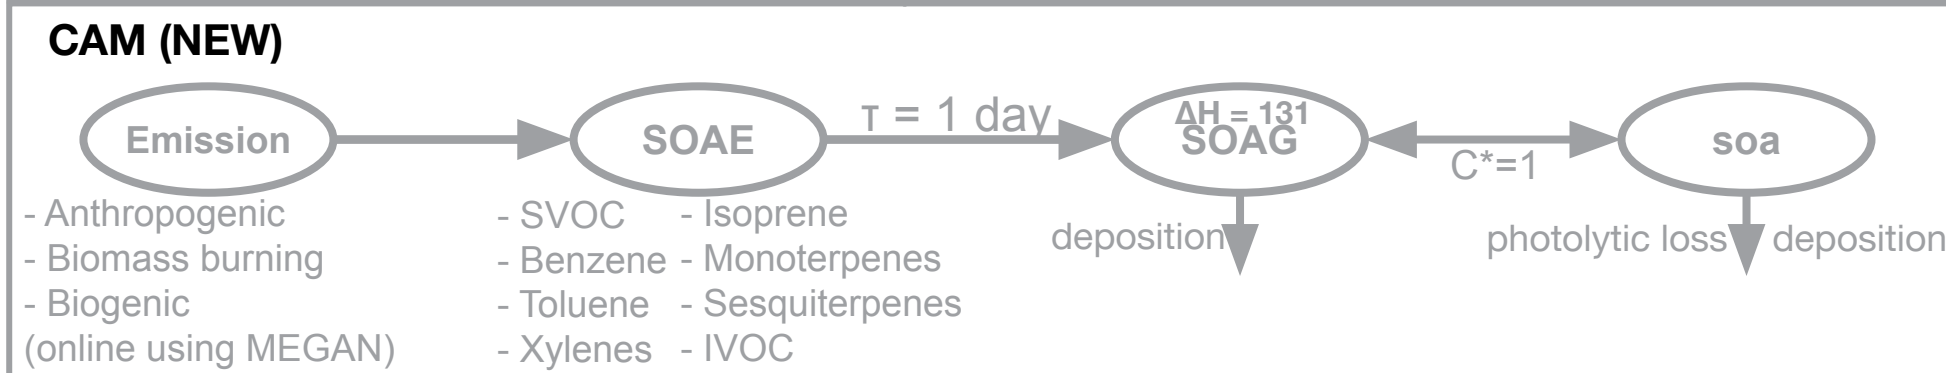 CAM (NEW)
Emission
SOAE
τ = 1 day
ΔH = 131
SOAG
C*=1
soa
- Anthropogenic
- Biomass burning
- Biogenic
(online using MEGAN)
- SVOC
- Benzene
- Toluene
- Xylenes
- Isoprene
- Monoterpenes
- Sesquiterpenes
- IVOC
deposition
photolytic loss
deposition